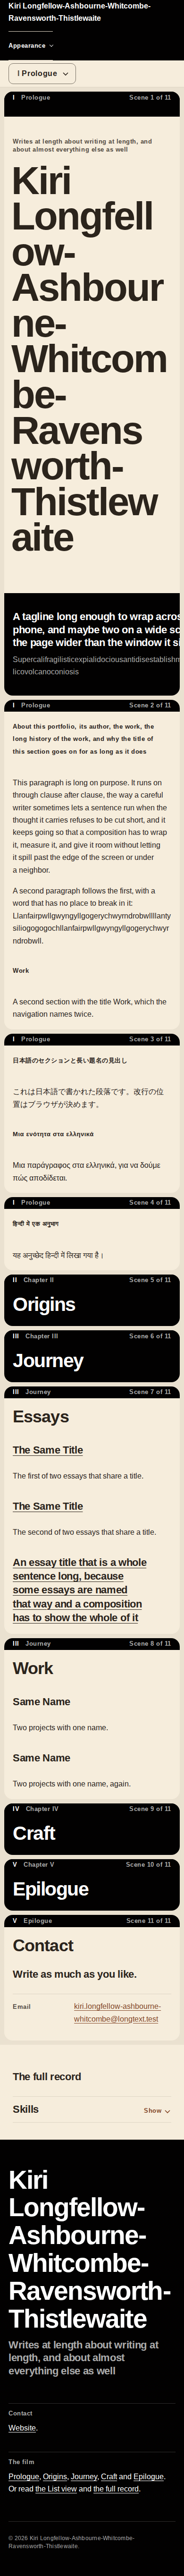 Kiri Longfellow-Ashbourne-Whitcombe-
Ravensworth-Thistlewaite
Appearance
I Prologue
I Prologue Scene 1 of 11
Writes at length about writing at length, and
about almost everything else as well
Kiri
Longfell
ow-
Ashbour
ne-
Whitcom
be-
Ravens
worth-
Thistlew
aite
A tagline long enough to wrap acros
phone, and maybe two on a wide sc
the page wider than the window it si
Supercalifragilisticexpialidociousantidisestablishm
licovolcanoconiosis
I Prologue Scene 2 of 11
About this portfolio, its author, the work, the
long history of the work, and why the title of
this section goes on for as long as it does
This paragraph is long on purpose. It runs on
through clause after clause, the way a careful
writer sometimes lets a sentence run when the
thought it carries refuses to be cut short, and it
keeps going so that a composition has to wrap
it, measure it, and give it room without letting
it spill past the edge of the screen or under
a neighbor.
A second paragraph follows the first, with a
word that has no place to break in it:
Llanfairpwllgwyngyllgogerychwyrndrobwllllanty
siliogogogochllanfairpwllgwyngyllgogerychwyr
ndrobwll.
Work
A second section with the title Work, which the
navigation names twice.
I Prologue Scene 3 of 11
日本語のセクションと長い題名の見出し
これは日本語で書かれた段落です。改行の位
置はブラウザが決めます。
Μια ενότητα στα ελληνικά
Μια παράγραφος στα ελληνικά, για να δούμε
πώς αποδίδεται.
I Prologue Scene 4 of 11
हिन्दी में एक अनुभाग
यह अनुच्छेद हिन्दी में लिखा गया है।
II Chapter II Scene 5 of 11
Origins
III Chapter III Scene 6 of 11
Journey
III Journey Scene 7 of 11
Essays
The Same Title
The first of two essays that share a title.
The Same Title
The second of two essays that share a title.
An essay title that is a whole
sentence long, because
some essays are named
that way and a composition
has to show the whole of it
III Journey Scene 8 of 11
Work
Same Name
Two projects with one name.
Same Name
Two projects with one name, again.
IV Chapter IV Scene 9 of 11
Craft
V Chapter V Scene 10 of 11
Epilogue
V Epilogue Scene 11 of 11
Contact
Write as much as you like.
Email kiri.longfellow-ashbourne-
whitcombe@longtext.test
The full record
Skills Show
Kiri
Longfellow-
Ashbourne-
Whitcombe-
Ravensworth-
Thistlewaite
Writes at length about writing at
length, and about almost
everything else as well
Contact
Website.
The film
Prologue, Origins, Journey, Craft and Epilogue.
Or read the List view and the full record.
© 2026 Kiri Longfellow-Ashbourne-Whitcombe-
Ravensworth-Thistlewaite.